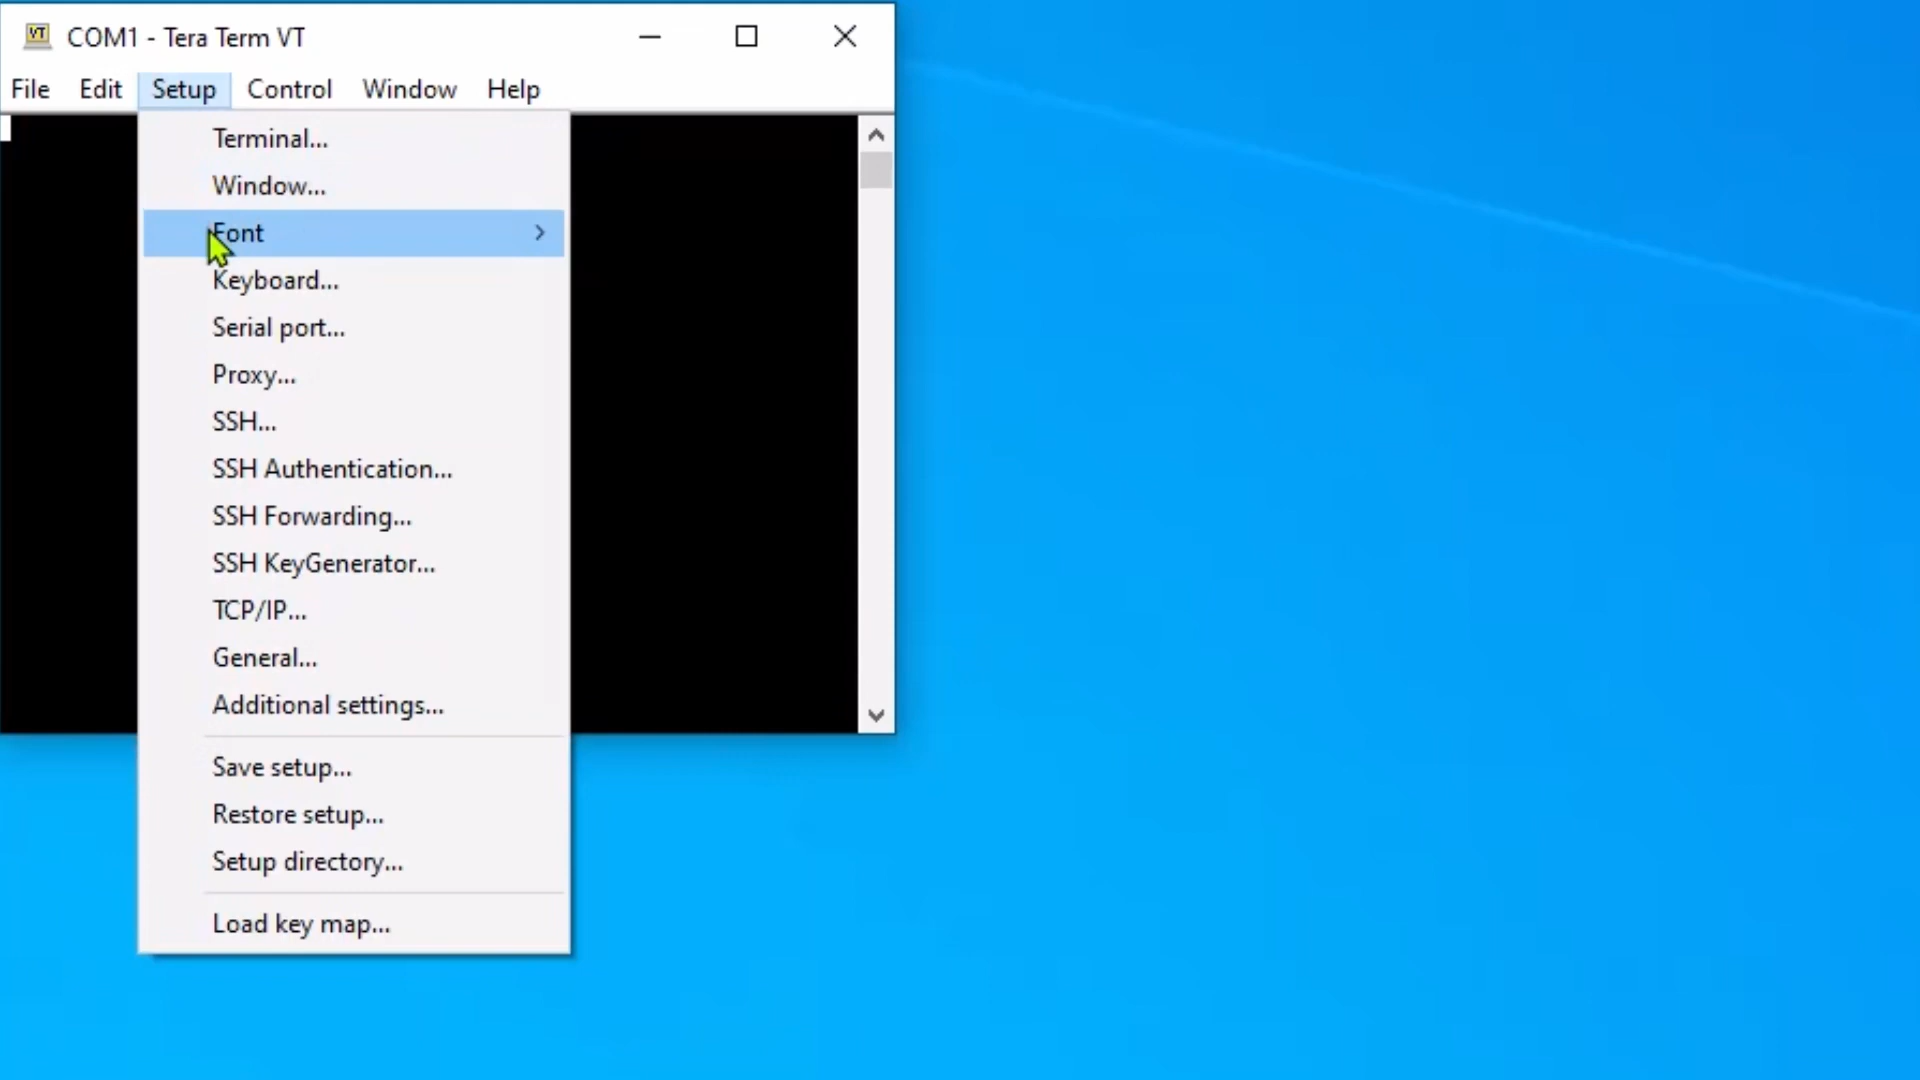 VT
COM1 - Tera Term VT
File Edit Setup Control Window Help
Terminal...
Window...
Font
Keyboard...
Serial port...
Proxy...
SSH...
SSH Authentication...
SSH Forwarding...
SSH KeyGenerator...
TCP/IP...
General...
Additional settings...
Save setup...
Restore setup...
Setup directory...
Load key map...